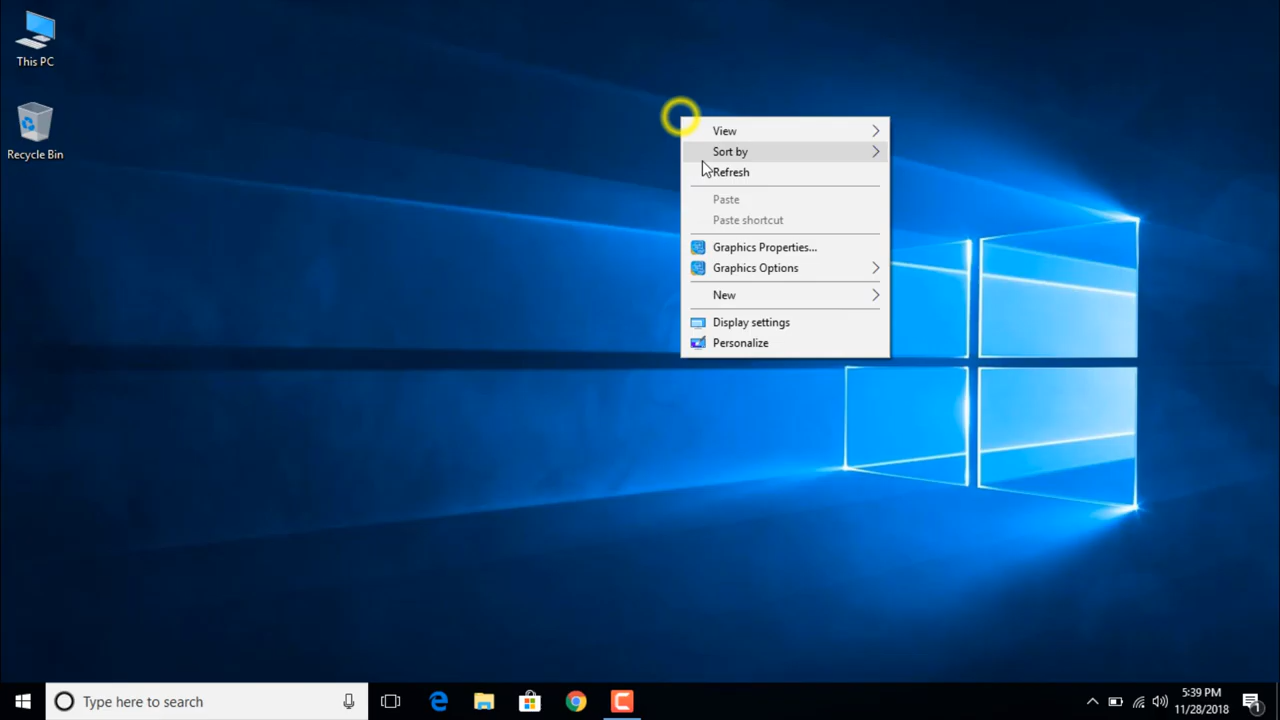 This PC
Recycle Bin
View
Sort by
Refresh
Paste
Paste shortcut
Graphics Properties...
Graphics Options
New
Display settings
Personalize
Type here to search
5:39 PM
11/28/2018
1